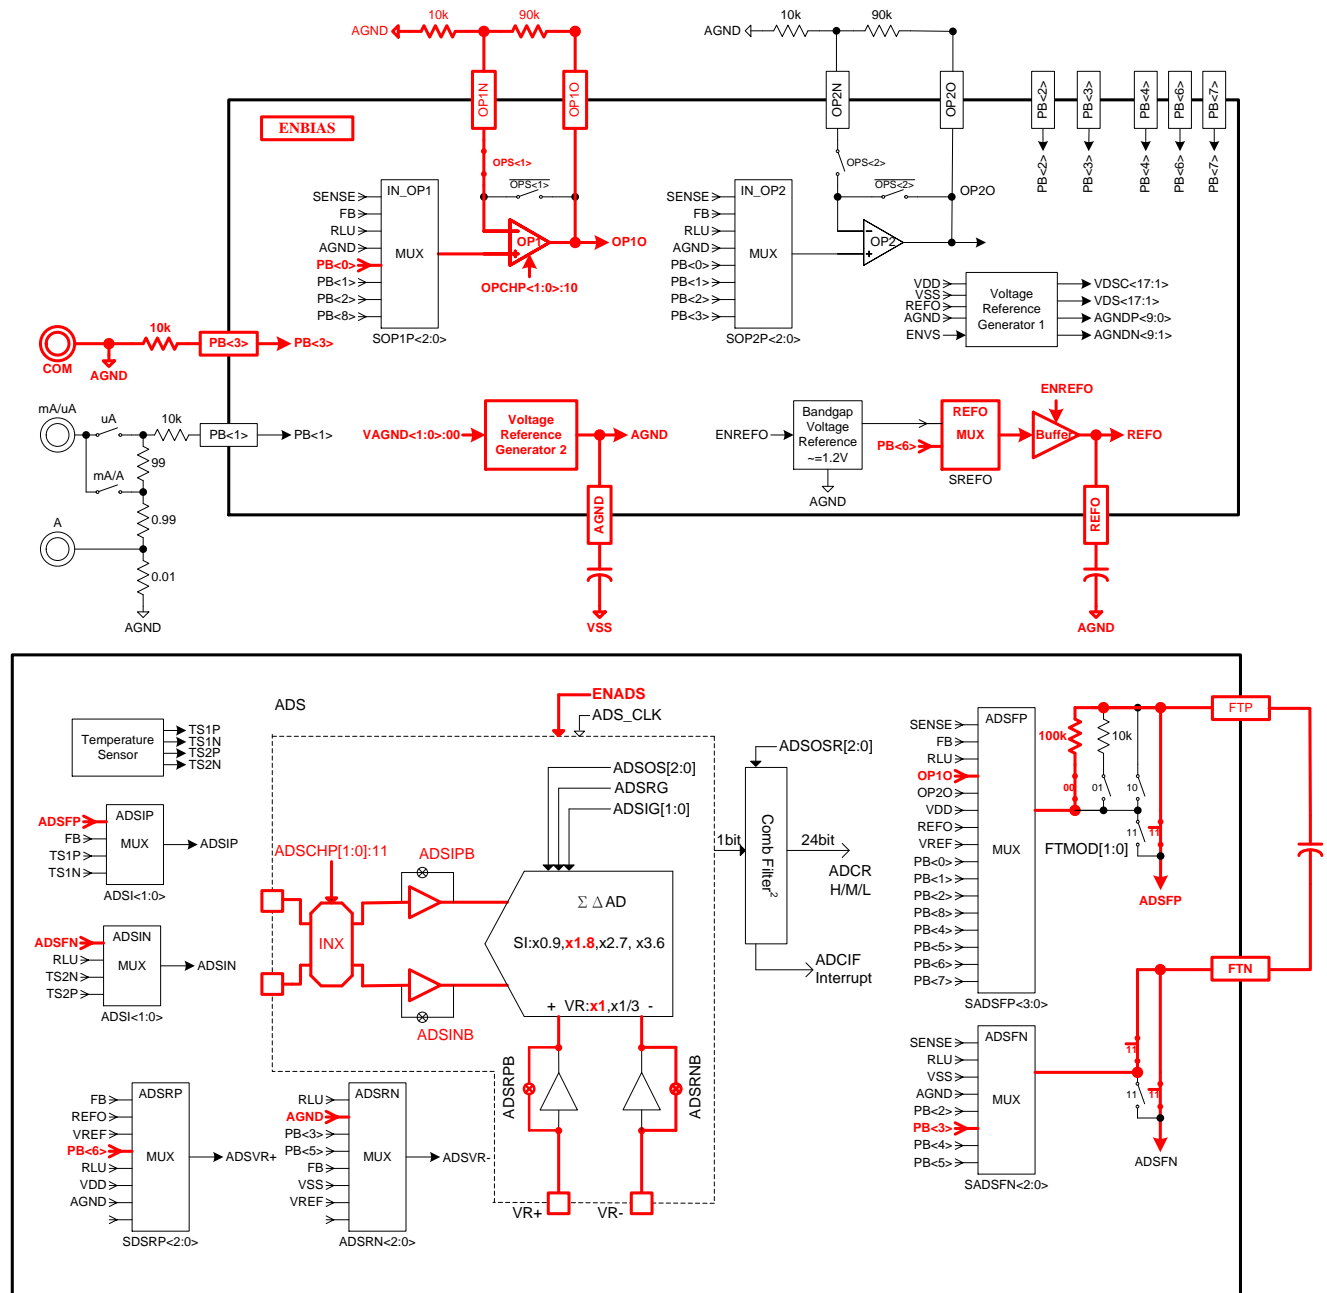 10k
90k
AGND
10k
90k
AGND
OP1N
OP1O
OP2N
OP2O
PB<2>
PB<3>
PB<4>
PB<6>
PB<7>
ENBIAS
PB<2>
PB<3>
PB<4>
PB<6>
PB<7>
OPS<1>
OPS<1>
OPS<2>
OPS<2>
IN_OP1
MUX
SENSE
FB
RLU
AGND
PB<0>
PB<1>
PB<2>
PB<8>
SOP1P<2:0>
OP1
OP1O
OPCHP<1:0>:10
IN_OP2
MUX
SENSE
FB
RLU
AGND
PB<0>
PB<1>
PB<2>
PB<3>
SOP2P<2:0>
OP2
OP2O
VDD
VSS
REFO
AGND
ENVS
Voltage
Reference
Generator 1
VDSC<17:1>
VDS<17:1>
AGNDP<9:0>
AGNDN<9:1>
COM
AGND
10k
PB<3>
PB<3>
mA/uA
uA
10k
PB<1>
PB<1>
mA/A
99
0.99
A
0.01
AGND
VAGND<1:0>:00
Voltage
Reference
Generator 2
AGND
AGND
VSS
ENREFO
Bandgap
Voltage
Reference
~=1.2V
AGND
PB<6>
REFO
MUX
SREFO
ENREFO
Buffer
REFO
REFO
AGND
ADS
ENADS
ADS_CLK
Temperature
Sensor
TS1P
TS1N
TS2P
TS2N
ADSFP
FB
TS1P
TS1N
ADSIP
MUX
ADSI<1:0>
ADSIP
ADSFN
RLU
TS2N
TS2P
ADSIN
MUX
ADSI<1:0>
ADSIN
ADSOS[2:0]
ADSRG
ADSIG[1:0]
ADSCHP[1:0]:11
INX
ADSIPB
ADSINB
Σ Δ AD
SI:x0.9,x1.8,x2.7, x3.6
+ VR:x1,x1/3 -
ADSRPB
ADSRNB
VR+
VR-
ADSOSR[2:0]
1bit
Comb Filter²
24bit
ADCR
H/M/L
ADCIF
Interrupt
FB
REFO
VREF
PB<6>
RLU
VDD
AGND
ADSRP
MUX
SDSRP<2:0>
ADSVR+
RLU
AGND
PB<3>
PB<5>
FB
VSS
VREF
ADSRN
MUX
ADSRN<2:0>
ADSVR-
SENSE
FB
RLU
OP1O
OP2O
VDD
REFO
VREF
PB<0>
PB<1>
PB<2>
PB<8>
PB<4>
PB<5>
PB<6>
PB<7>
ADSFP
MUX
SADSFP<3:0>
100k
10k
00
01
10
11
11
FTMOD[1:0]
ADSFP
FTP
FTN
SENSE
RLU
VSS
AGND
PB<2>
PB<3>
PB<4>
PB<5>
ADSFN
MUX
SADSFN<2:0>
11
11
11
ADSFN